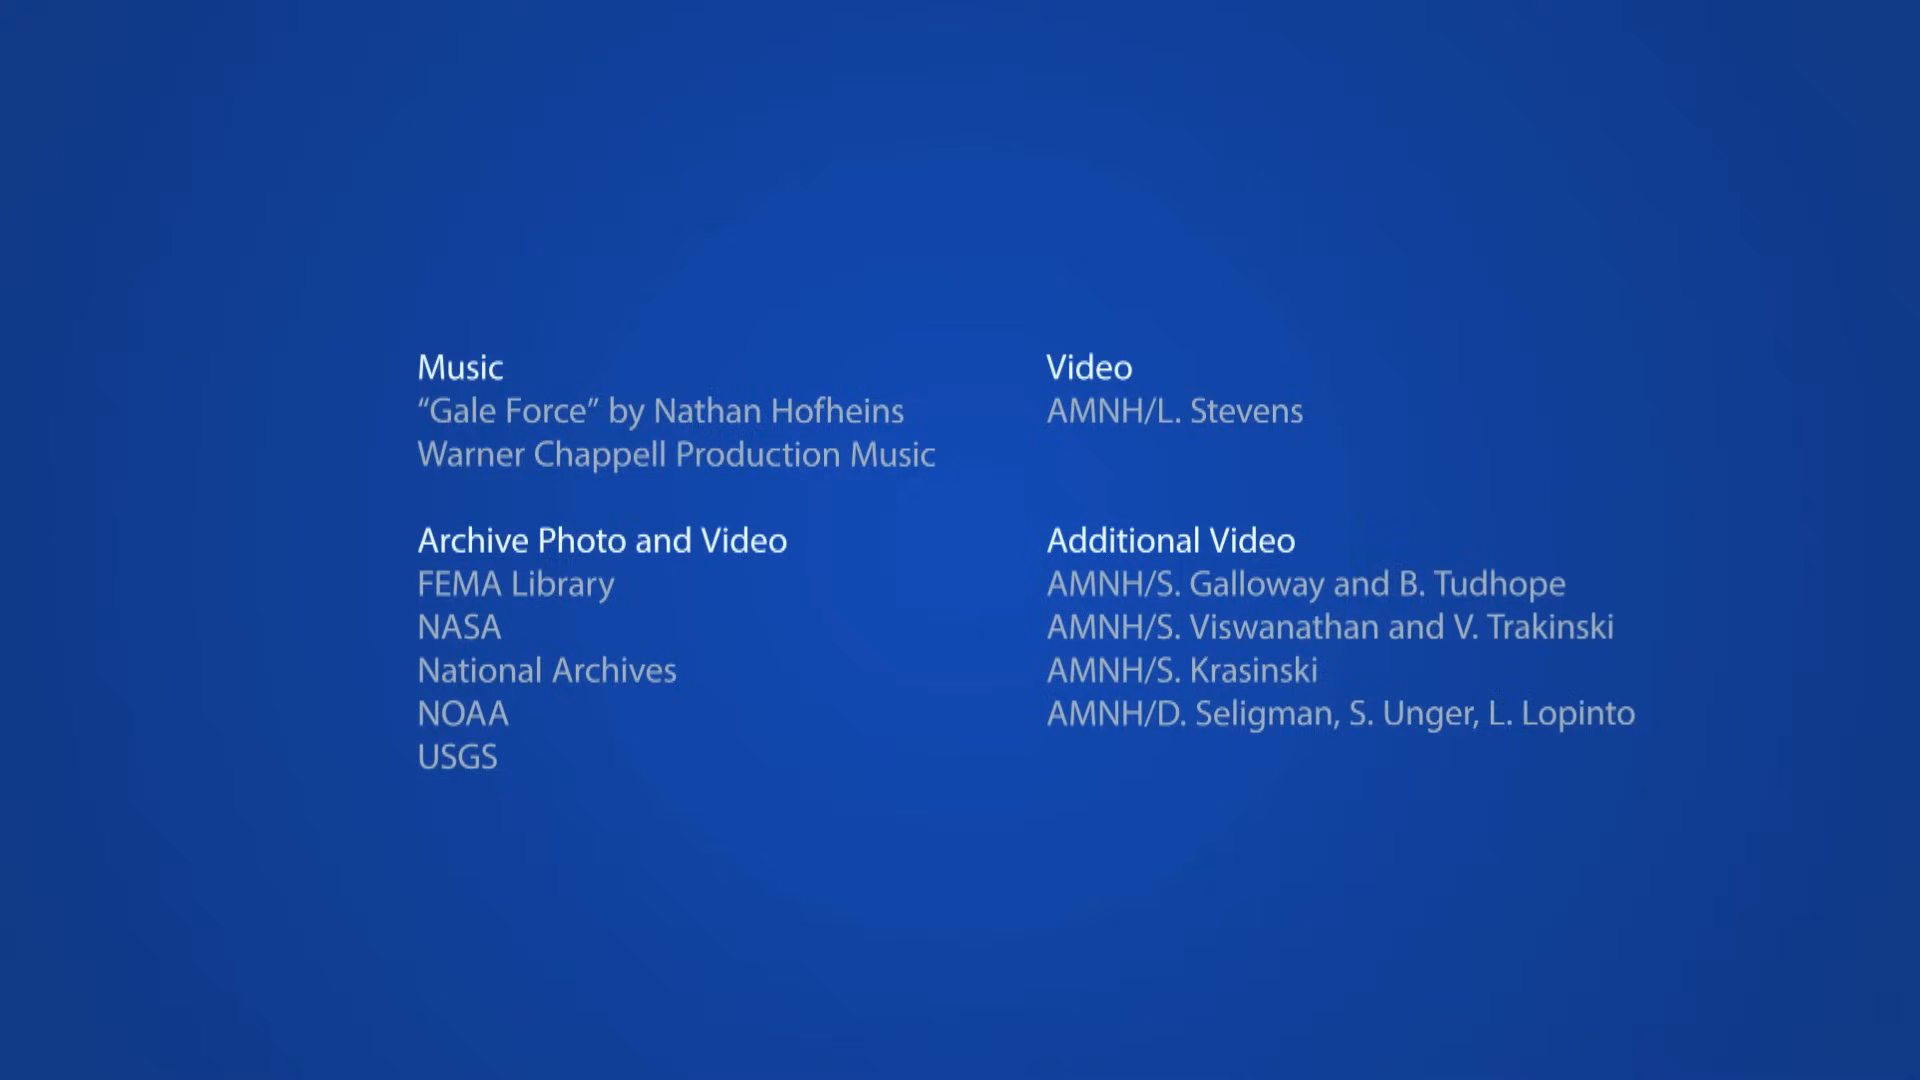 Music
“Gale Force” by Nathan Hofheins
Warner Chappell Production Music
Archive Photo and Video
FEMA Library
NASA
National Archives
NOAA
USGS
Video
AMNH/L. Stevens
Additional Video
AMNH/S. Galloway and B. Tudhope
AMNH/S. Viswanathan and V. Trakinski
AMNH/S. Krasinski
AMNH/D. Seligman, S. Unger, L. Lopinto